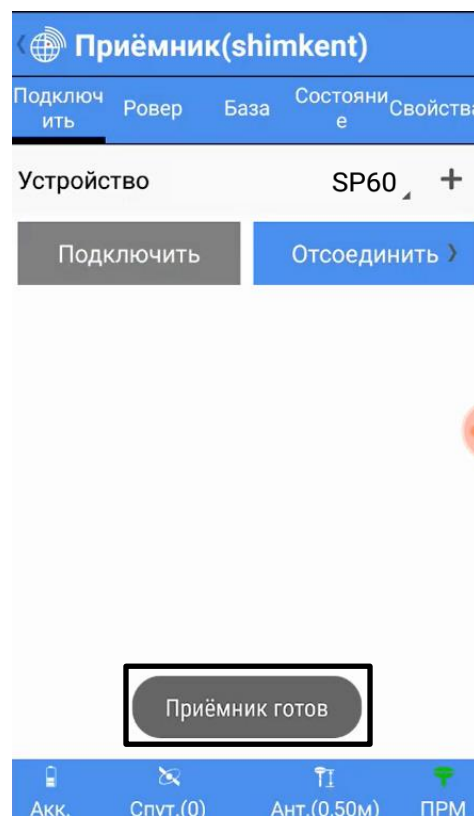 Приёмник(shimkent)
Подключ
ить
Ровер
База
Состояни
е
Свойства
Устройство
SP60
+
Подключить
Отсоединить
Приёмник готов
Акк.
Спут.(0)
Ант.(0.50м)
ПРМ